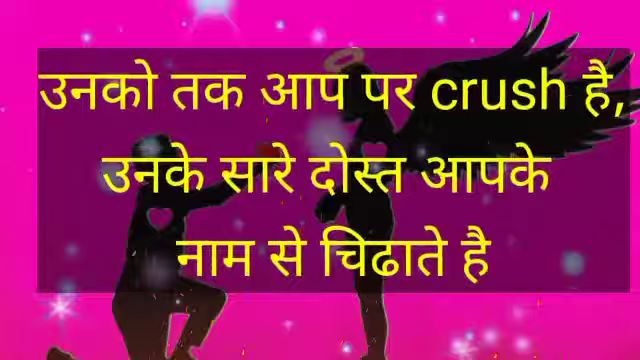 उनको तक आप पर crush है,
उनके सारे दोस्त आपके
नाम से चिढाते है